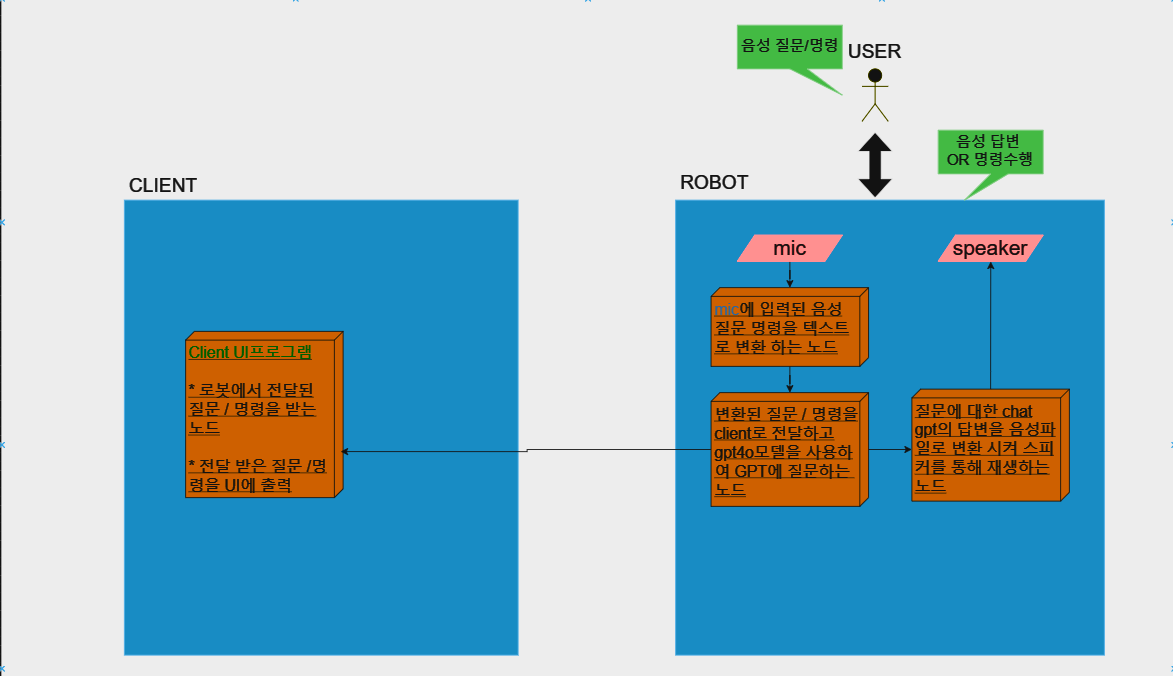 음성 질문/명령
USER
음성 답변
OR 명령수행
CLIENT
ROBOT
mic
speaker
mic에 입력된 음성
질문 명령을 텍스트
로 변환 하는 노드
Client UI프로그램
* 로봇에서 전달된
질문 / 명령을 받는
노드
* 전달 받은 질문 /명
령을 UI에 출력
변환된 질문 / 명령을
client로 전달하고
gpt4o모델을 사용하
여 GPT에 질문하는
노드
질문에 대한 chat
gpt의 답변을 음성파
일로 변환 시켜 스피
커를 통해 재생하는
노드